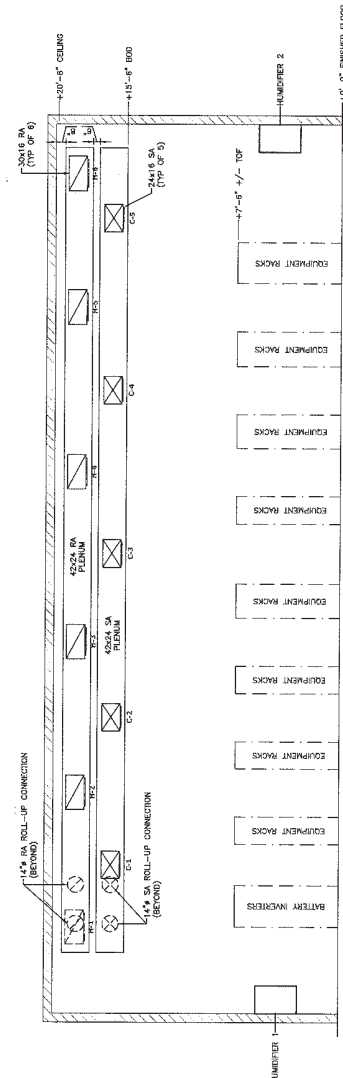 14"ø RA ROLL-UP CONNECTION
(BEYOND)
30x16 RA
(TYP OF 6)
+20'-8" CEILING
H-1
H-2
H-3
42x24 RA
PLENUM
H-4
H-5
H-6
+15'-6" BOD
C-1
C-2
42x24 SA
PLENUM
C-3
C-4
C-5
14"ø SA ROLL-UP CONNECTION
(BEYOND)
24x16 SA
(TYP OF 5)
+7'-6" +/- TOF
HUMIDIFIER 1
BATTERY INVERTERS
EQUIPMENT RACKS
EQUIPMENT RACKS
EQUIPMENT RACKS
EQUIPMENT RACKS
EQUIPMENT RACKS
EQUIPMENT RACKS
EQUIPMENT RACKS
EQUIPMENT RACKS
HUMIDIFIER 2
FINISHED FLOOR